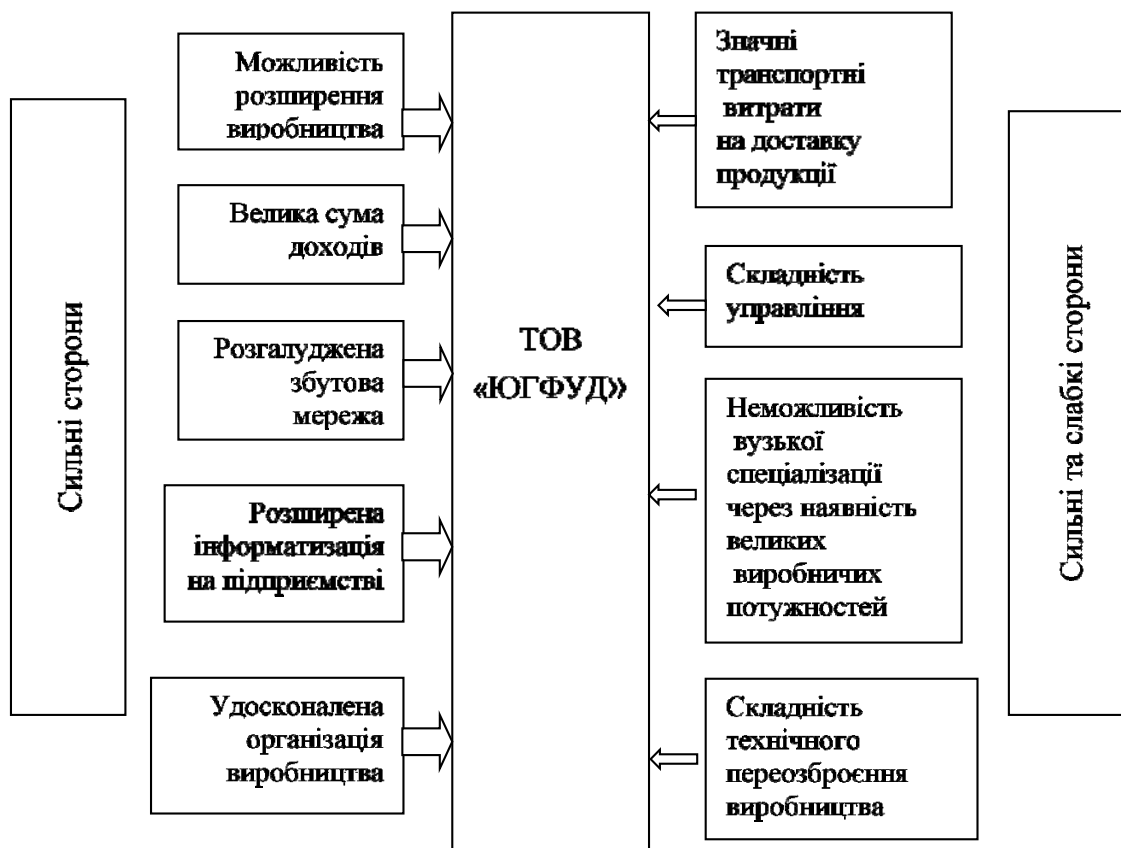 Сильні сторони
Можливість
розширення
виробництва
Велика сума
доходів
Розгалуджена
збутова
мережа
Розширена
інформатизація
на підприємстві
Удосконалена
організація
виробництва
ТОВ
«ЮГФУД»
Значні
транспортні
витрати
на доставку
продукції
Складність
управління
Неможливість
вузької
спеціалізації
через наявність
великих
виробничих
потужностей
Складність
технічного
переозброєння
виробництва
Сильні та слабкі сторони